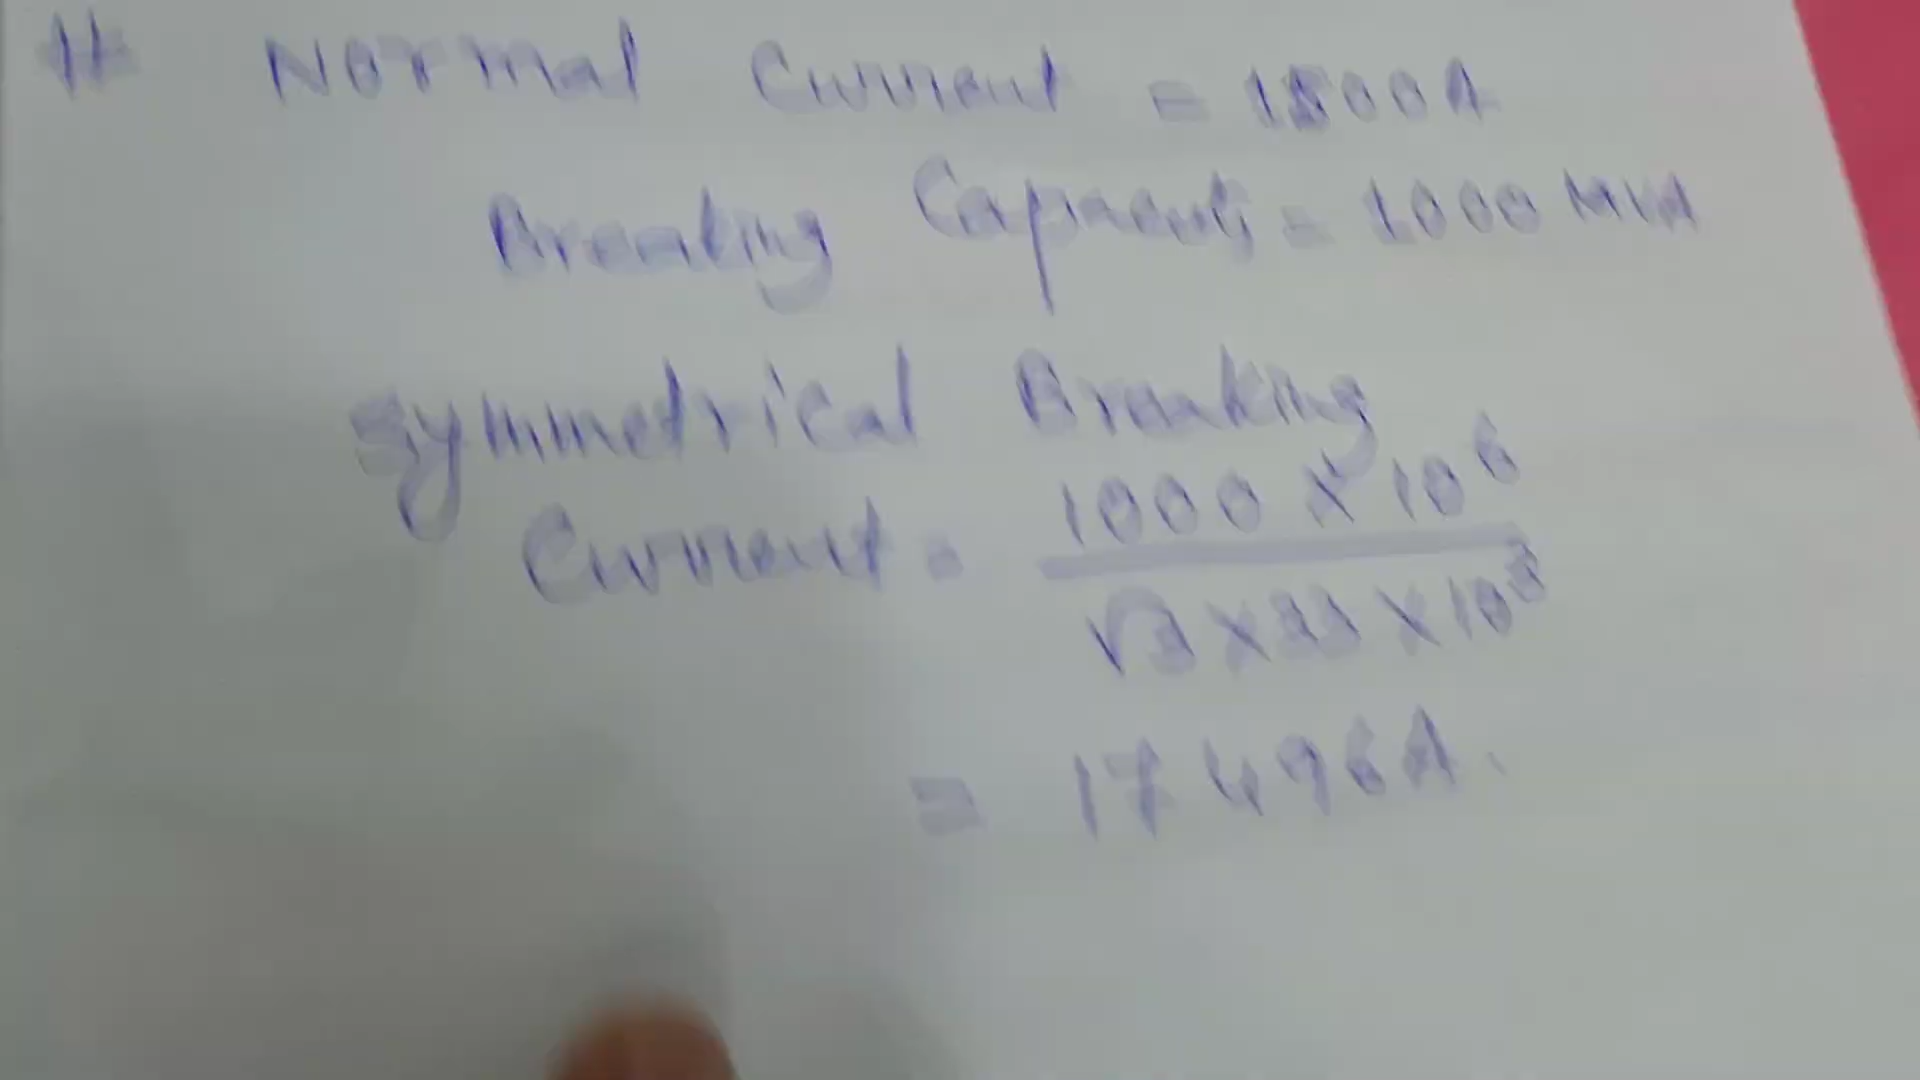 # Normal Current = 1500A
Breaking Capacity = 1000 MVA
Symmetrical Breaking
Current = 1000 × 10⁶
√3 × 33 × 10³
= 17496A.